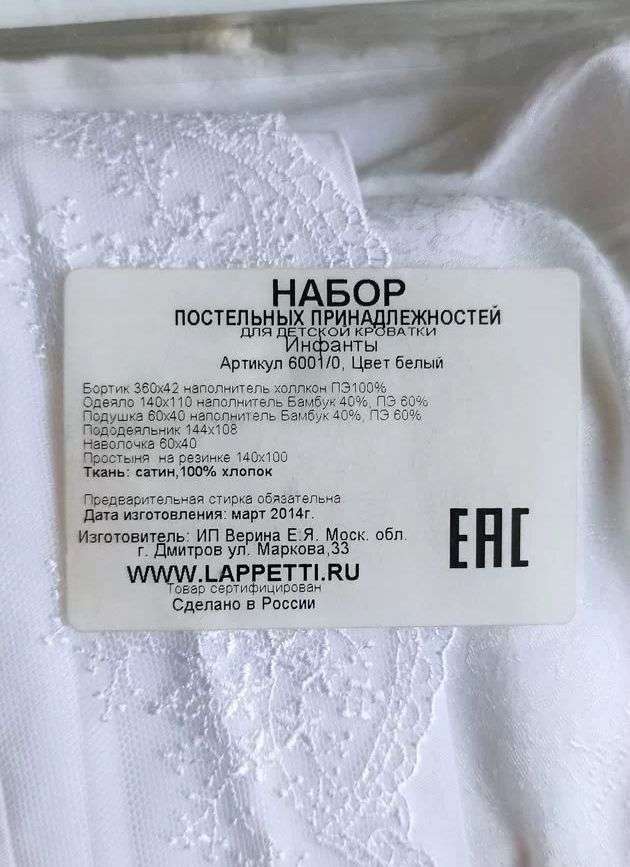 НАБОР
ПОСТЕЛЬНЫХ ПРИНАДЛЕЖНОСТЕЙ
ДЛЯ ДЕТСКОЙ КРОВАТКИ
Инфанты
Артикул 6001/0, Цвет белый
Бортик 360х42 наполнитель холлкон ПЭ100%
Одеяло 140х110 наполнитель Бамбук 40%, ПЭ 60%
Подушка 60х40 наполнитель Бамбук 40%, ПЭ 60%
Пододеяльник 144х108
Наволочка 60х40
Простыня на резинке 140х100
Ткань: сатин,100% хлопок
Предварительная стирка обязательна
Дата изготовления: март 2014г.
Изготовитель: ИП Верина Е.Я. Моск. обл.
г. Дмитров ул. Маркова,33
EAC
WWW.LAPPETTI.RU
Товар сертифицирован
Сделано в России